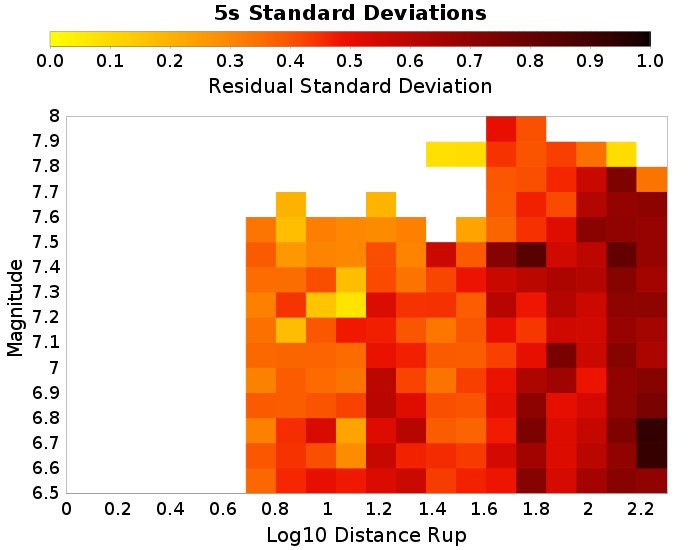 5s Standard Deviations
0.0 0.1 0.2 0.3 0.4 0.5 0.6 0.7 0.8 0.9 1.0
Residual Standard Deviation
8
7.9
7.8
7.7
7.6
7.5
7.4
7.3
7.2
7.1
7
6.9
6.8
6.7
6.6
6.5
Magnitude
0 0.2 0.4 0.6 0.8 1 1.2 1.4 1.6 1.8 2 2.2
Log10 Distance Rup